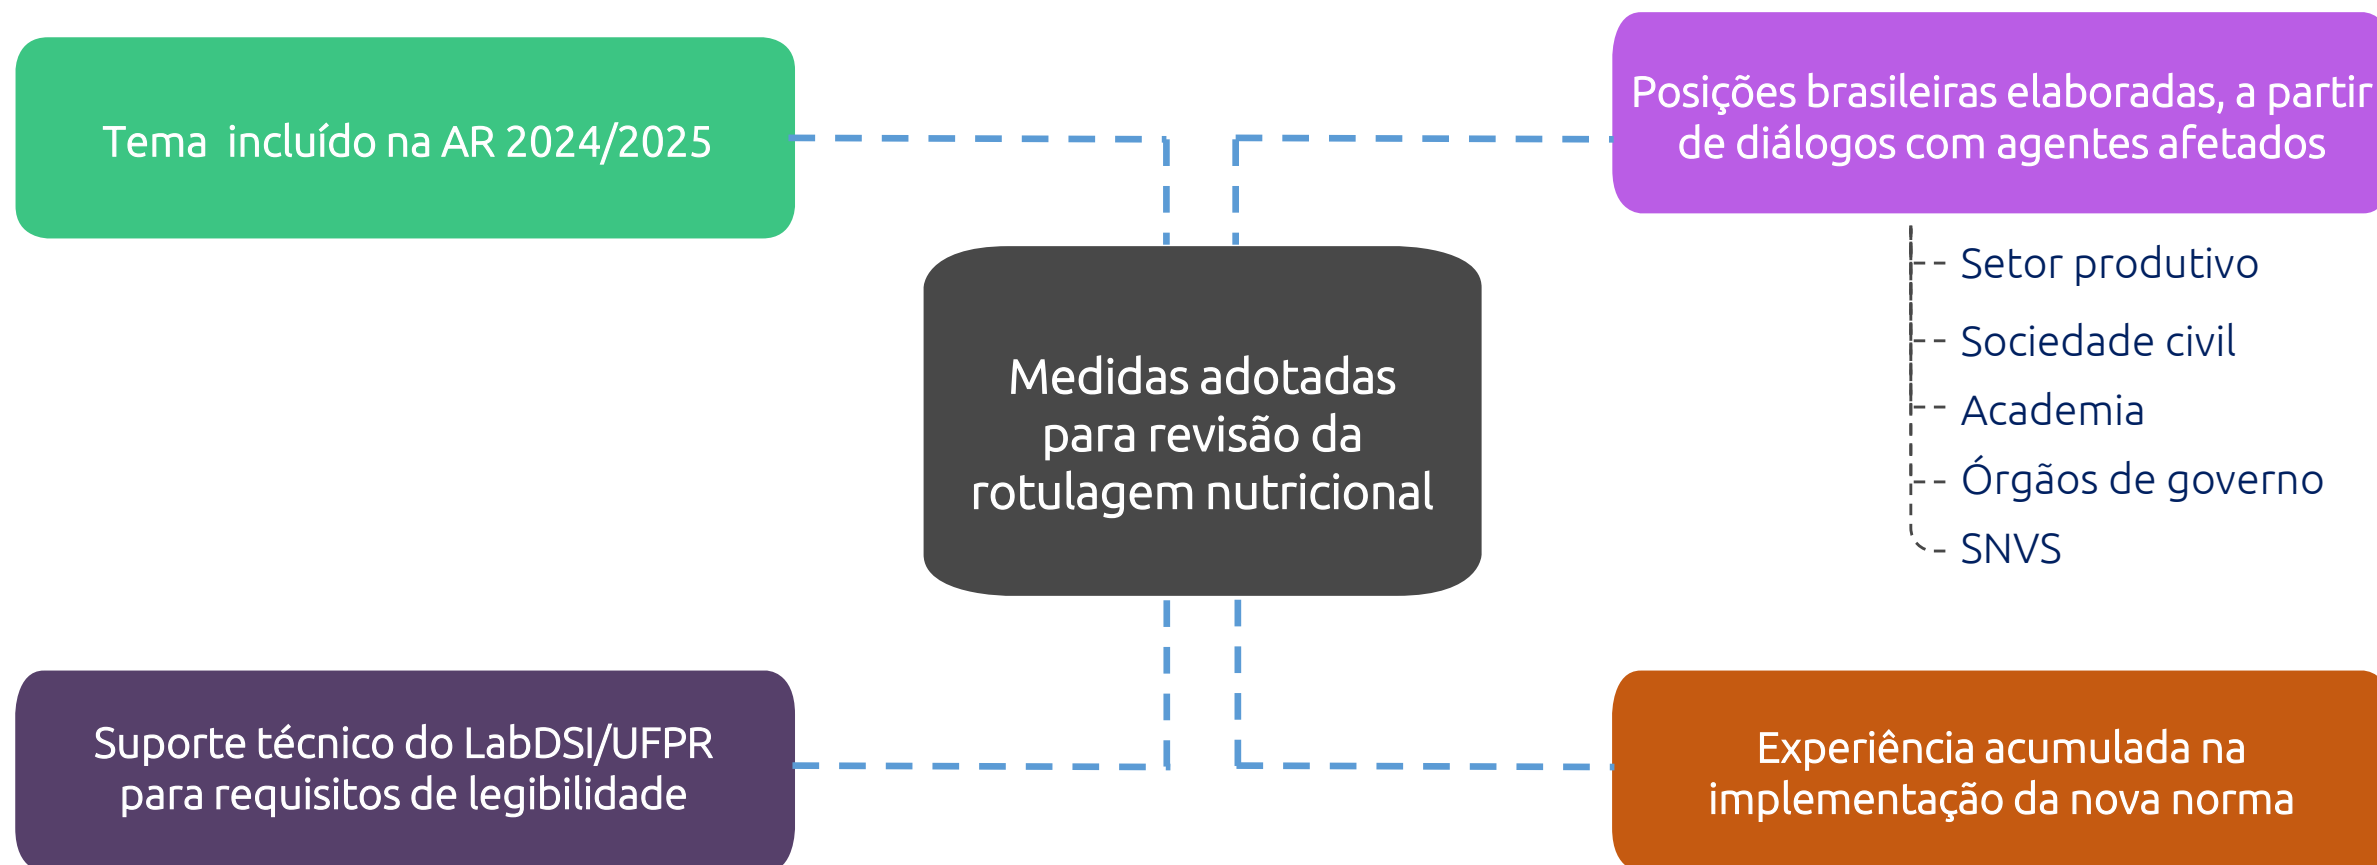 Tema  incluído na AR 2024/2025
Posições brasileiras elaboradas, a partir
de diálogos com agentes afetados
Setor produtivo
Sociedade civil
Academia
Órgãos de governo
SNVS
Medidas adotadas
para revisão da
rotulagem nutricional
Suporte técnico do LabDSI/UFPR
para requisitos de legibilidade
Experiência acumulada na
implementação da nova norma